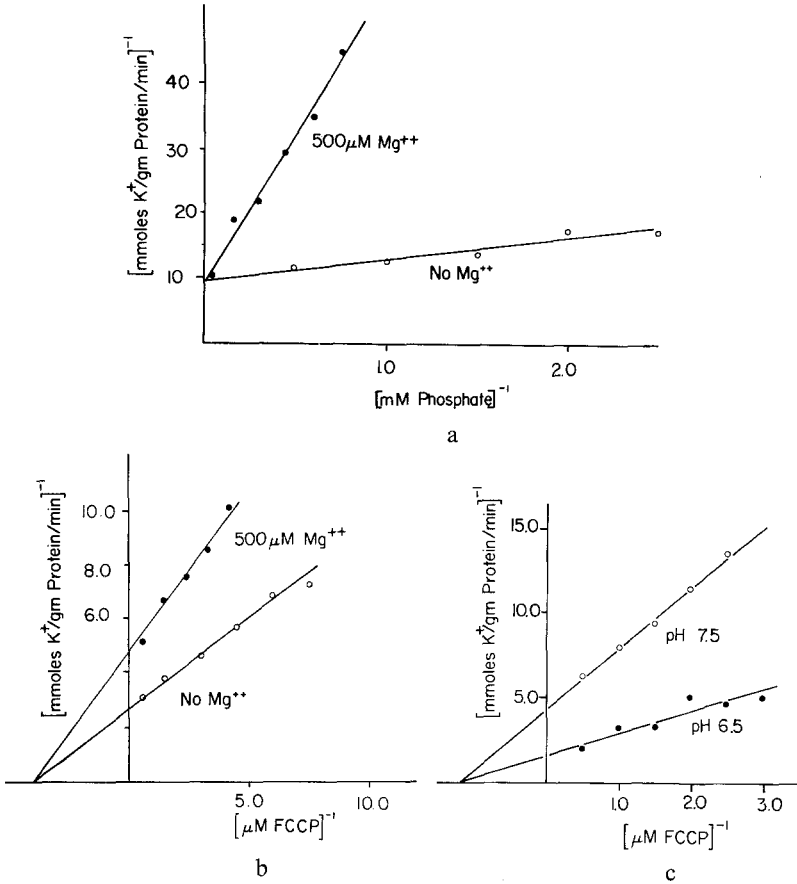 [mmoles K⁺/gm Protein/min]⁻¹
40
30
20
10
500μM Mg⁺⁺
No Mg⁺⁺
1.0
2.0
[mM Phosphate]⁻¹
a
[mmoles K⁺/gm Protein/min]⁻¹
10.0
8.0
6.0
500μM Mg⁺⁺
No Mg⁺⁺
5.0
10.0
[μM FCCP]⁻¹
b
[mmoles K⁺/gm Protein/min]⁻¹
15.0
10.0
5.0
pH 7.5
pH 6.5
1.0
2.0
3.0
[μM FCCP]⁻¹
c